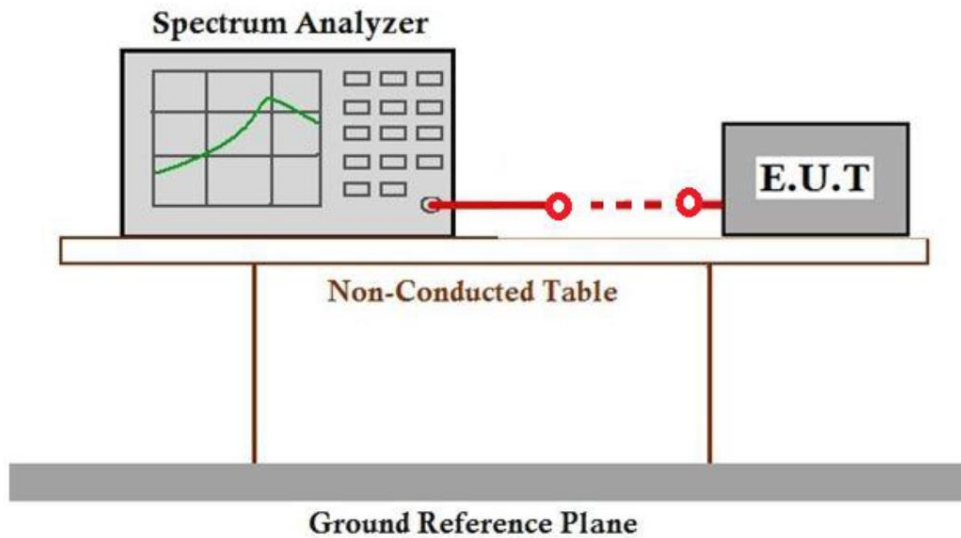 Spectrum Analyzer
E.U.T
Non-Conducted Table
Ground Reference Plane